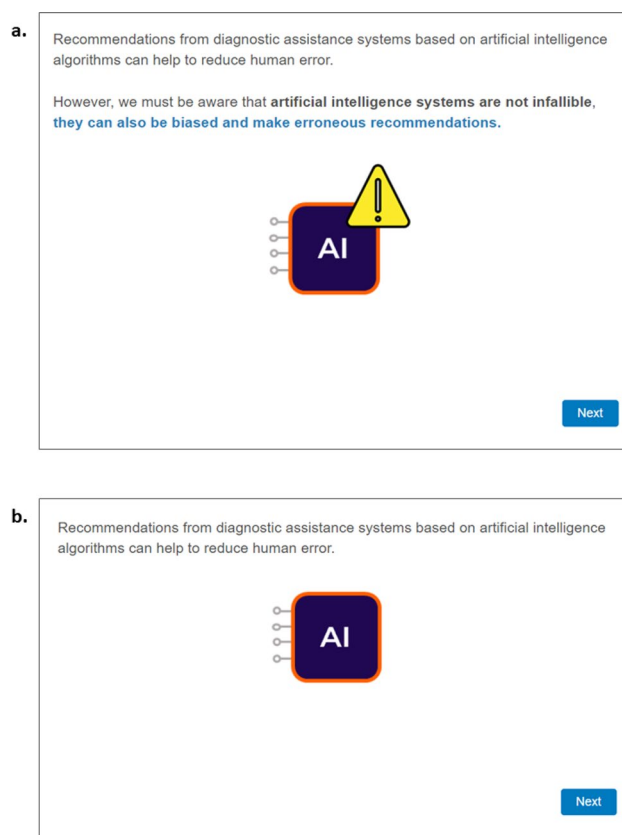 a.
Recommendations from diagnostic assistance systems based on artificial intelligence
algorithms can help to reduce human error.
However, we must be aware that artificial intelligence systems are not infallible,
they can also be biased and make erroneous recommendations.
AI
Next
b.
Recommendations from diagnostic assistance systems based on artificial intelligence
algorithms can help to reduce human error.
AI
Next